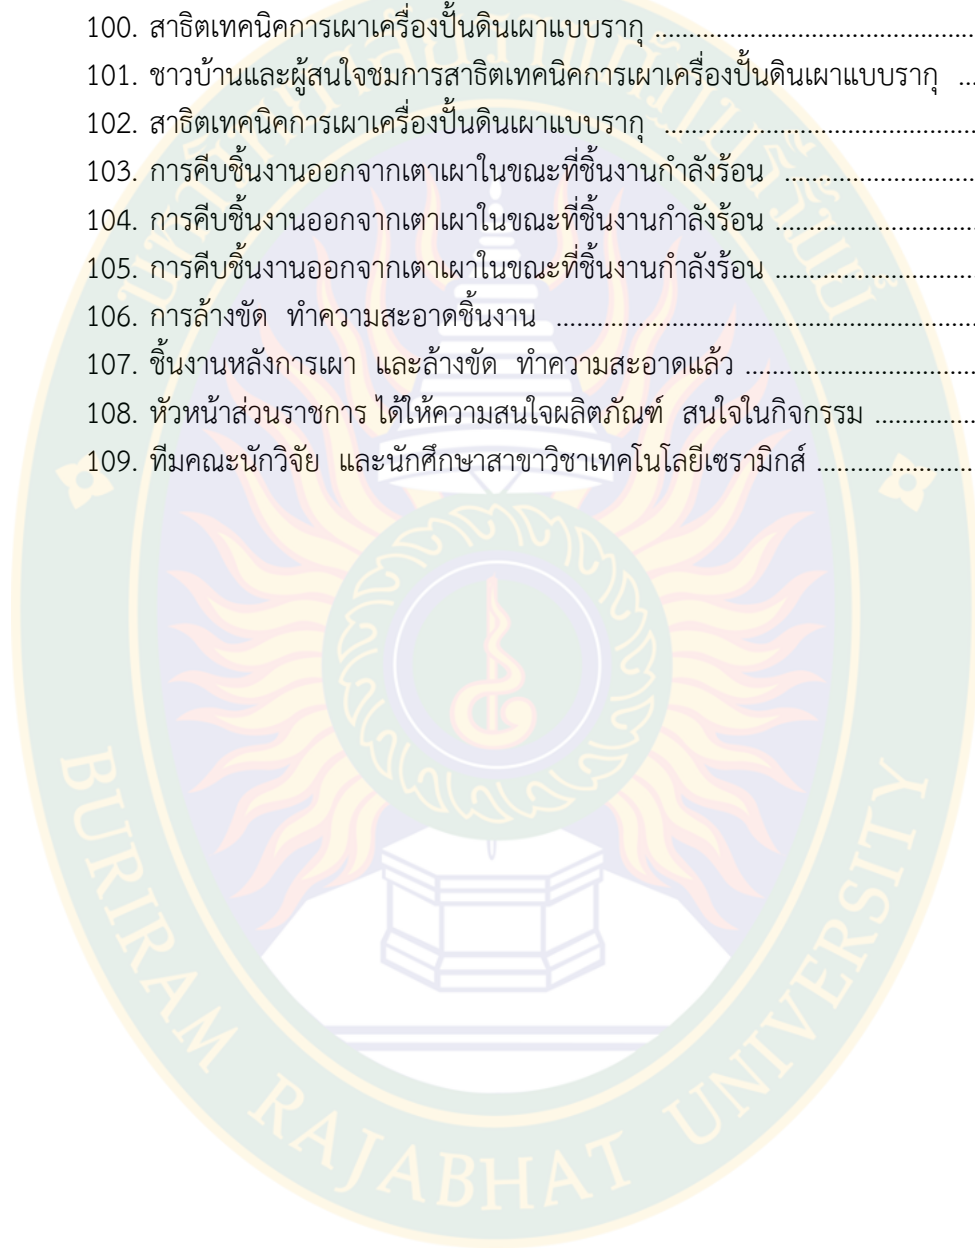 100. สาธิตเทคนิคการเผาเครื่องปั้นดินเผาแบบรากุ ............................................
101. ชาวบ้านและผู้สนใจชมการสาธิตเทคนิคการเผาเครื่องปั้นดินเผาแบบรากุ ...
102. สาธิตเทคนิคการเผาเครื่องปั้นดินเผาแบบรากุ ...........................................
103. การคีบชิ้นงานออกจากเตาเผาในขณะที่ชิ้นงานกำลังร้อน ..........................
104. การคีบชิ้นงานออกจากเตาเผาในขณะที่ชิ้นงานกำลังร้อน ...........................
105. การคีบชิ้นงานออกจากเตาเผาในขณะที่ชิ้นงานกำลังร้อน ...........................
106. การล้างขัด ทำความสะอาดชิ้นงาน .........................................................
107. ชิ้นงานหลังการเผา และล้างขัด ทำความสะอาดแล้ว ...............................
108. หัวหน้าส่วนราชการ ได้ให้ความสนใจผลิตภัณฑ์ สนใจในกิจกรรม ..............
109. ทีมคณะนักวิจัย และนักศึกษาสาขาวิชาเทคโนโลยีเซรามิกส์ .....................
มหาวิทยาลัยราชภัฏบุรีรัมย์
BURIRAM RAJABHAT UNIVERSITY